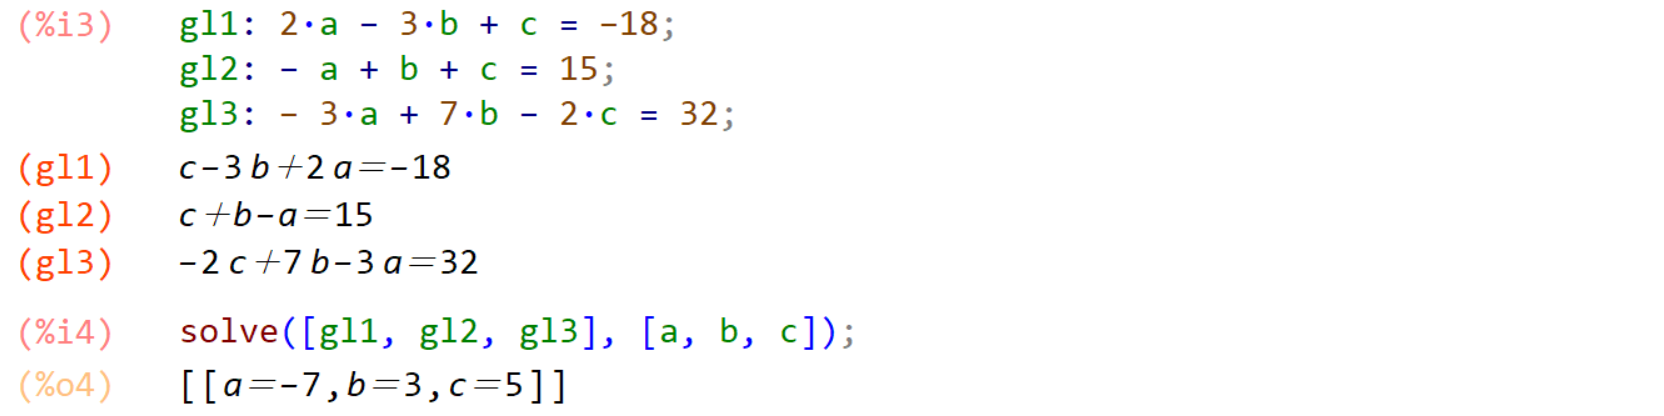 (%i3) gl1: 2·a − 3·b + c = −18;
gl2: − a + b + c = 15;
gl3: − 3·a + 7·b − 2·c = 32;
(gl1) c−3 b+2 a=−18
(gl2) c+b−a=15
(gl3) −2 c+7 b−3 a=32
(%i4) solve([gl1, gl2, gl3], [a, b, c]);
(%o4) [[a=−7,b=3,c=5]]